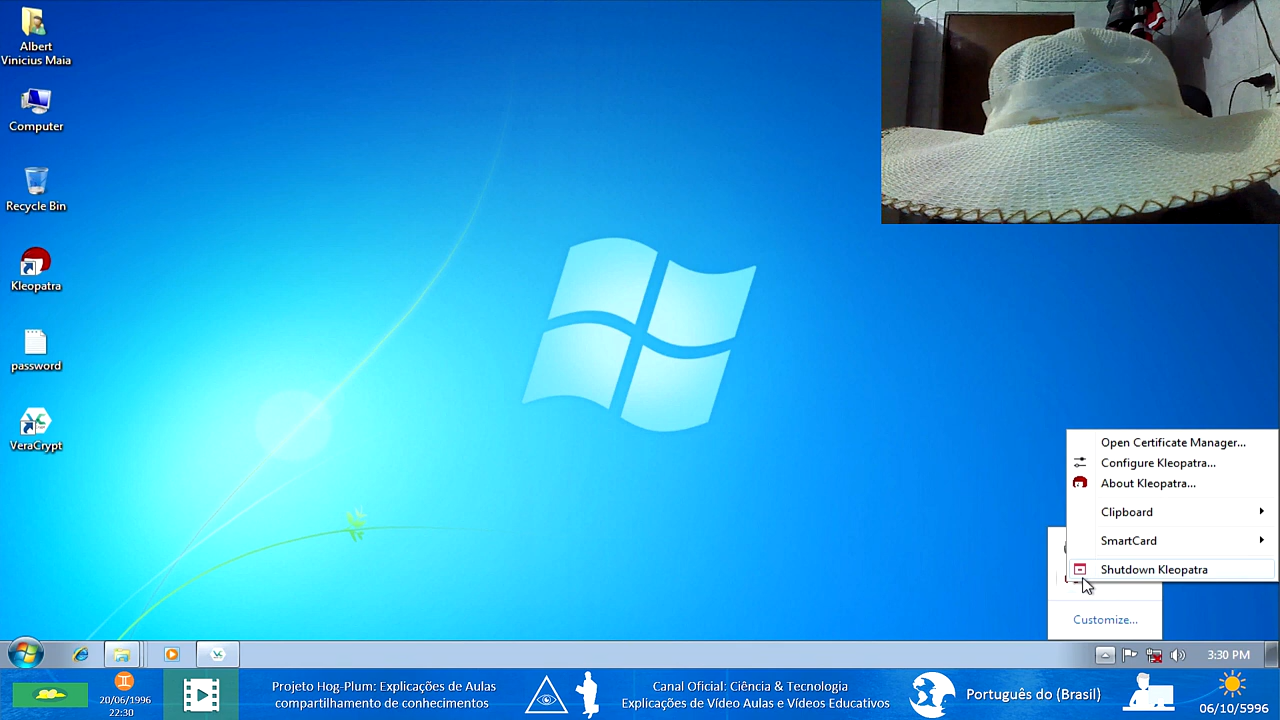 Albert
Vinicius Maia
Computer
Recycle Bin
Kleopatra
password
VeraCrypt
Open Certificate Manager...
Configure Kleopatra...
About Kleopatra...
Clipboard
SmartCard
Shutdown Kleopatra
Customize...
3:30 PM
20/06/1996
22:30
Projeto Hog-Plum: Explicações de Aulas
compartilhamento de conhecimentos
Canal Oficial: Ciência & Tecnologia
Explicações de Vídeo Aulas e Vídeos Educativos
Português do (Brasil)
06/10/5996